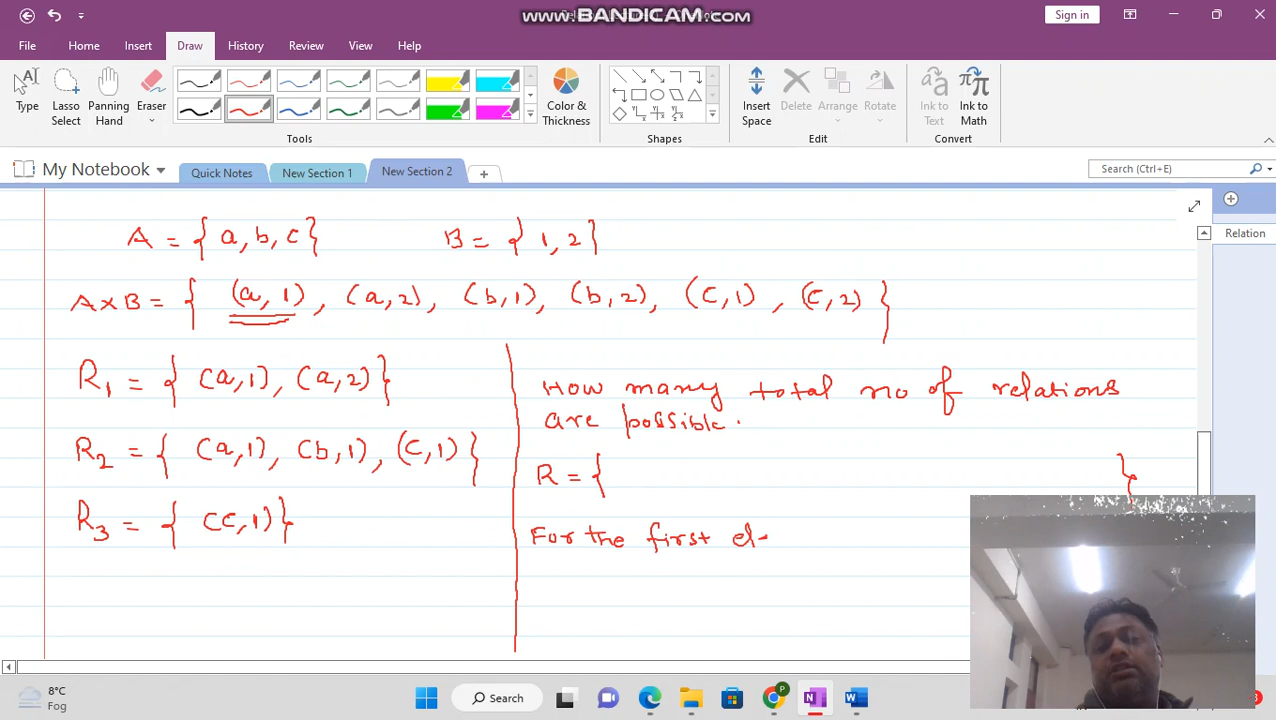 www.BANDICAM.com
Sign in
File Home Insert Draw History Review View Help
Type Lasso Select Panning Hand Eraser Color & Thickness Insert Space Delete Arrange Rotate Ink to Text Ink to Math
Tools Shapes Edit Convert
My Notebook Quick Notes New Section 1 New Section 2 Search (Ctrl+E)
Relation
A = { a, b, c } B = { 1, 2 }
A x B = { (a, 1), (a, 2), (b, 1), (b, 2), (C, 1), (C, 2) }
R1 = { (a, 1), (a, 2) }
R2 = { (a, 1), (b, 1), (C, 1) }
R3 = { (C, 1) }
How many total no of relations
are possible.
R = { }
For the first el
8°C
Fog
Search